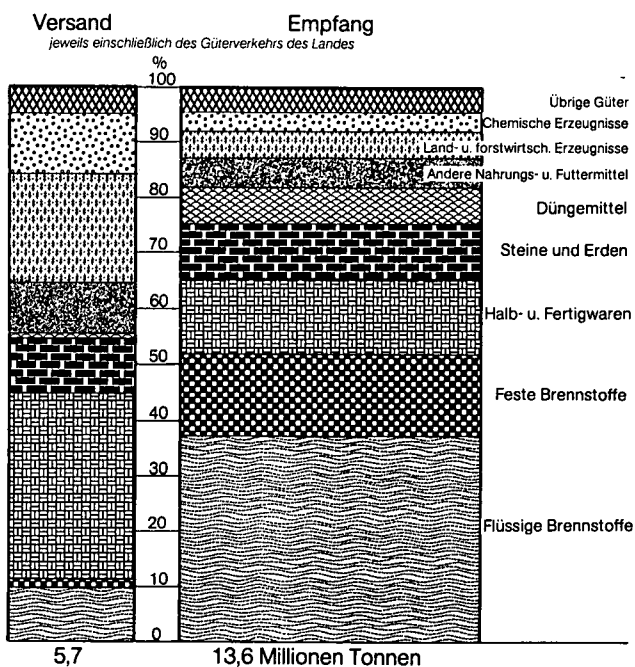 Versand Empfang
jeweils einschließlich des Güterverkehrs des Landes
%
100
Übrige Güter
Chemische Erzeugnisse
90
Land- u. forstwirtsch. Erzeugnisse
Andere Nahrungs- u. Futtermittel
80
Düngemittel
70
Steine und Erden
60
Halb- u. Fertigwaren
50
Feste Brennstoffe
40
30
20
Flüssige Brennstoffe
10
0
5,7 13,6 Millionen Tonnen